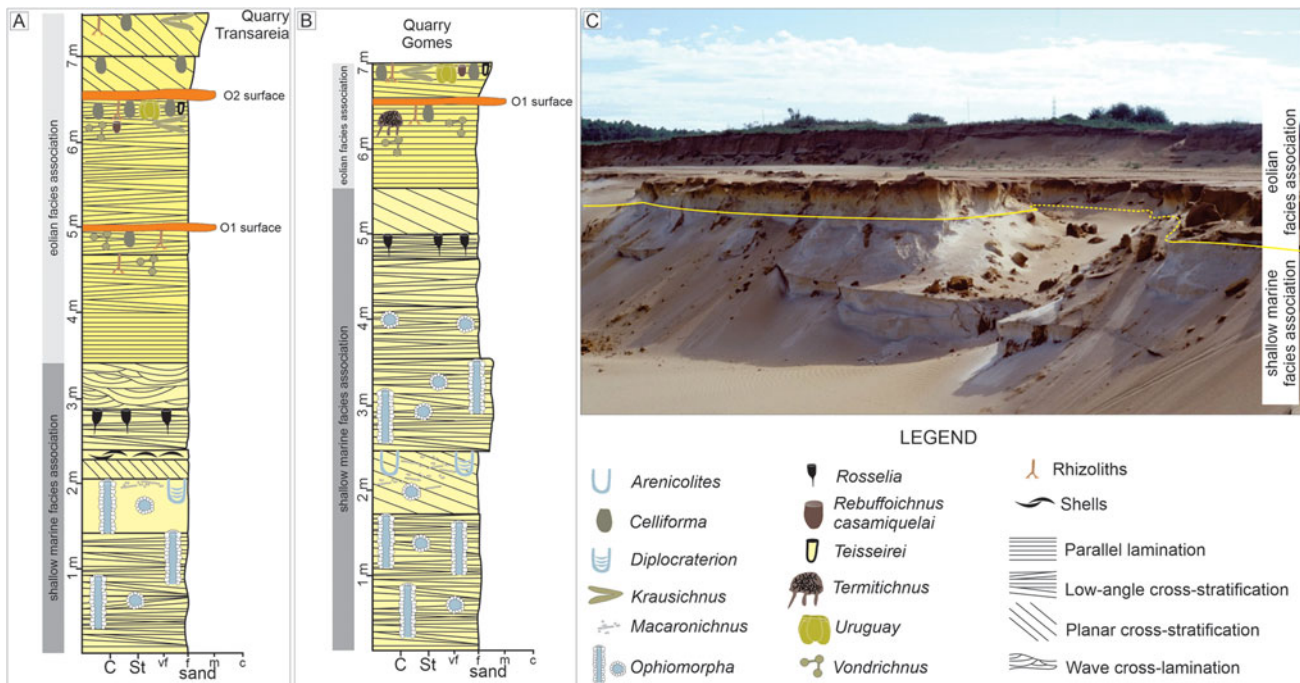 A
Quarry
Transareia
7 m
O2 surface
6 m
5 m
O1 surface
4 m
3 m
2 m
1 m
eolian facies association
shallow marine facies association
C St vf f m c
sand
B
Quarry
Gomes
7 m
O1 surface
6 m
5 m
4 m
3 m
2 m
1 m
eolian facies association
shallow marine facies association
C St vf f m c
sand
C
eolian
facies association
shallow marine
facies association
LEGEND
Arenicolites
Celliforma
Diplocraterion
Krausichnus
Macaronichnus
Ophiomorpha
Rosselia
Rebuffoichnus
casamiquelai
Teisseirei
Termitichnus
Uruguay
Vondrichnus
Rhizoliths
Shells
Parallel lamination
Low-angle cross-stratification
Planar cross-stratification
Wave cross-lamination